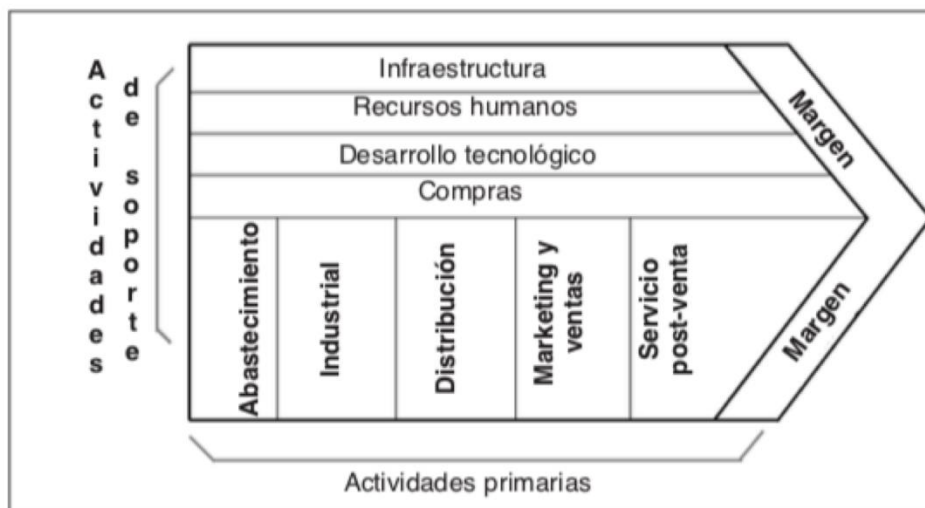 Actividades
de soporte
Infraestructura
Recursos humanos
Desarrollo tecnológico
Compras
Margen
Abastecimiento
Industrial
Distribución
Marketing y
ventas
Servicio
post-venta
Margen
Actividades primarias